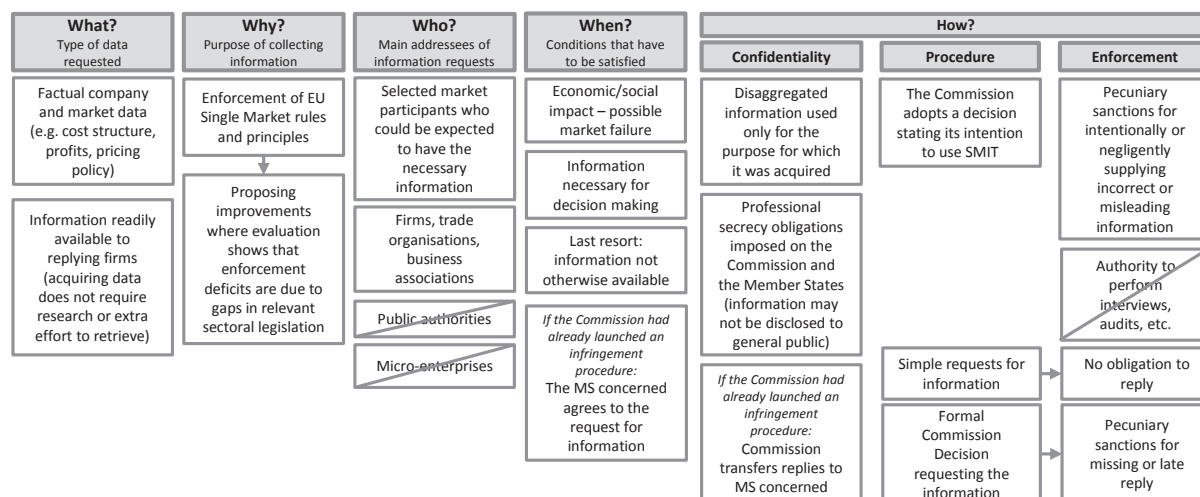 What?
Type of data
requested
Factual company
and market data
(e.g. cost structure,
profits, pricing
policy)
Information readily
available to
replying firms
(acquiring data
does not require
research or extra
effort to retrieve)
Why?
Purpose of collecting
information
Enforcement of EU
Single Market rules
and principles
Proposing
improvements
where evaluation
shows that
enforcement
deficits are due to
gaps in relevant
sectoral legislation
Who?
Main addressees of
information requests
Selected market
participants who
could be expected
to have the
necessary
information
Firms, trade
organisations,
business
associations
Public authorities
Micro-enterprises
When?
Conditions that have
to be satisfied
Economic/social
impact – possible
market failure
Information
necessary for
decision making
Last resort:
information not
otherwise available
If the Commission had
already launched an
infringement
procedure:
The MS concerned
agrees to the
request for
information
How?
Confidentiality
Disaggregated
information used
only for the
purpose for which
it was acquired
Professional
secrecy obligations
imposed on the
Commission and
the Member States
(information may
not be disclosed to
general public)
If the Commission had
already launched an
infringement
procedure:
Commission
transfers replies to
MS concerned
Procedure
The Commission
adopts a decision
stating its intention
to use SMIT
Simple requests for
information
Formal
Commission
Decision
requesting the
information
Enforcement
Pecuniary
sanctions for
intentionally or
negligently
supplying
incorrect or
misleading
information
Authority to
perform
interviews,
audits, etc.
No obligation to
reply
Pecuniary
sanctions for
missing or late
reply